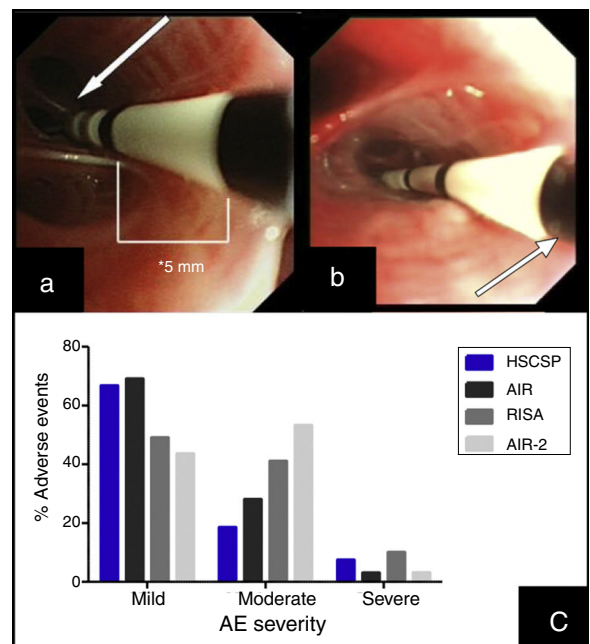 *5 mm
a
b
80
60
40
20
0
% Adverse events
Mild
Moderate
Severe
AE severity
HSCSP
AIR
RISA
AIR-2
C